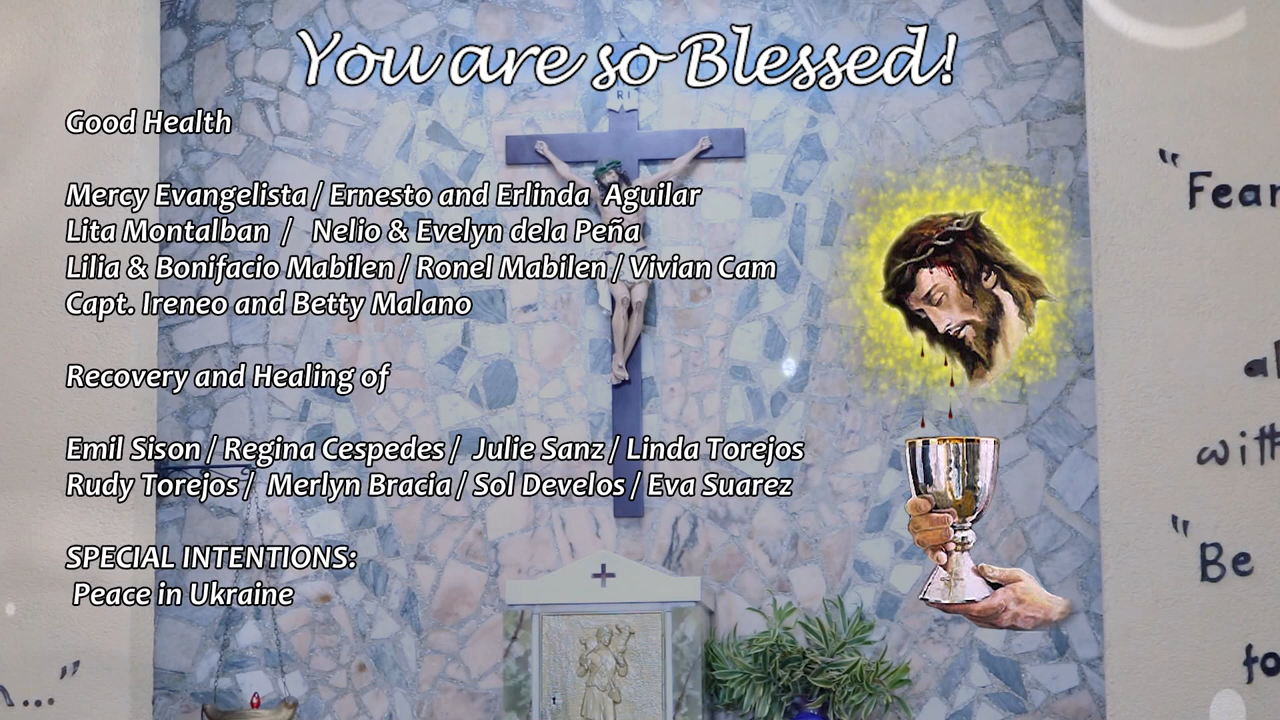 You are so Blessed!
Good Health
Mercy Evangelista / Ernesto and Erlinda Aguilar
Lita Montalban / Nelio & Evelyn dela Peña
Lilia & Bonifacio Mabilen / Ronel Mabilen / Vivian Cam
Capt. Ireneo and Betty Malano
Recovery and Healing of
Emil Sison / Regina Cespedes / Julie Sanz / Linda Torejos
Rudy Torejos / Merlyn Bracia / Sol Develos / Eva Suarez
SPECIAL INTENTIONS:
Peace in Ukraine
"Fear
with
"Be